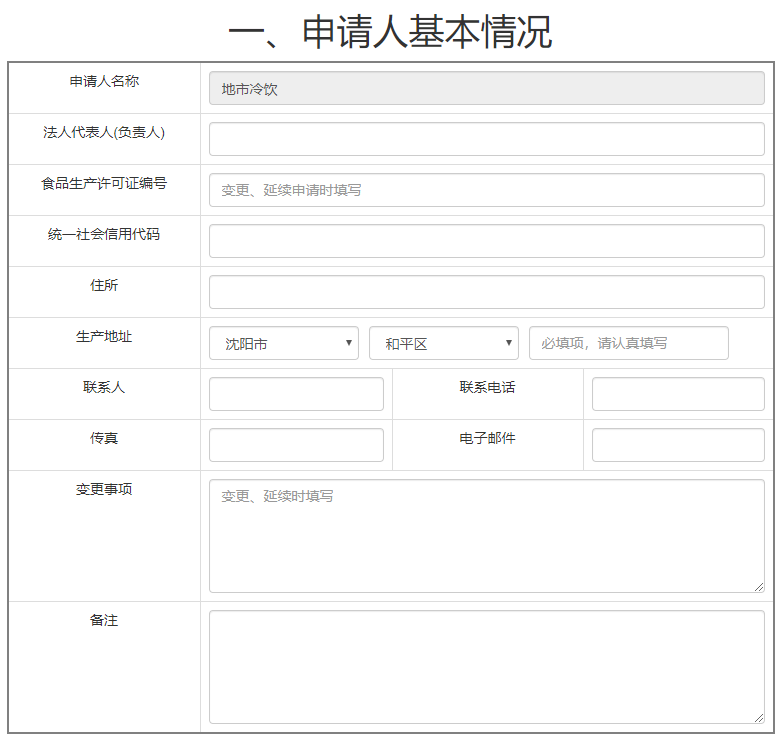 一、申请人基本情况
申请人名称
地市冷饮
法人代表人(负责人)
食品生产许可证编号
变更、延续申请时填写
统一社会信用代码
住所
生产地址
沈阳市
和平区
必填项，请认真填写
联系人
联系电话
传真
电子邮件
变更事项
变更、延续时填写
备注